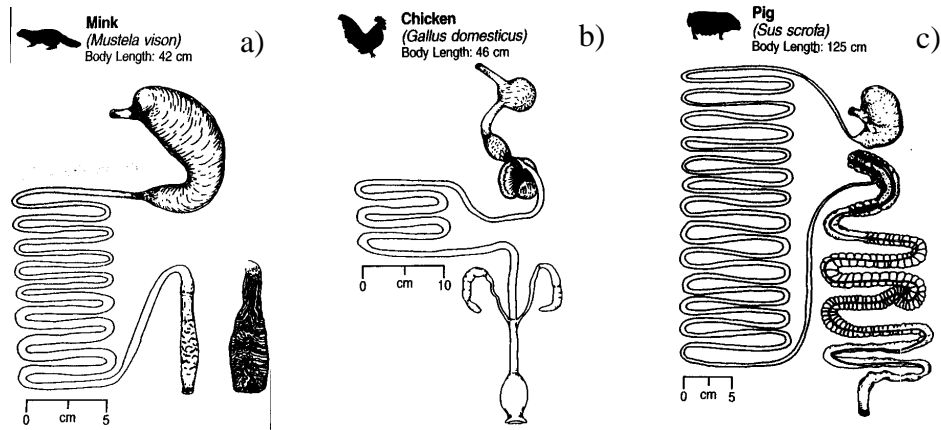 Mink
(Mustela vison)
Body Length: 42 cm
a)
0 cm 5
Chicken
(Gallus domesticus)
Body Length: 46 cm
b)
0 cm 10
Pig
(Sus scrofa)
Body Length: 125 cm
c)
0 cm 5